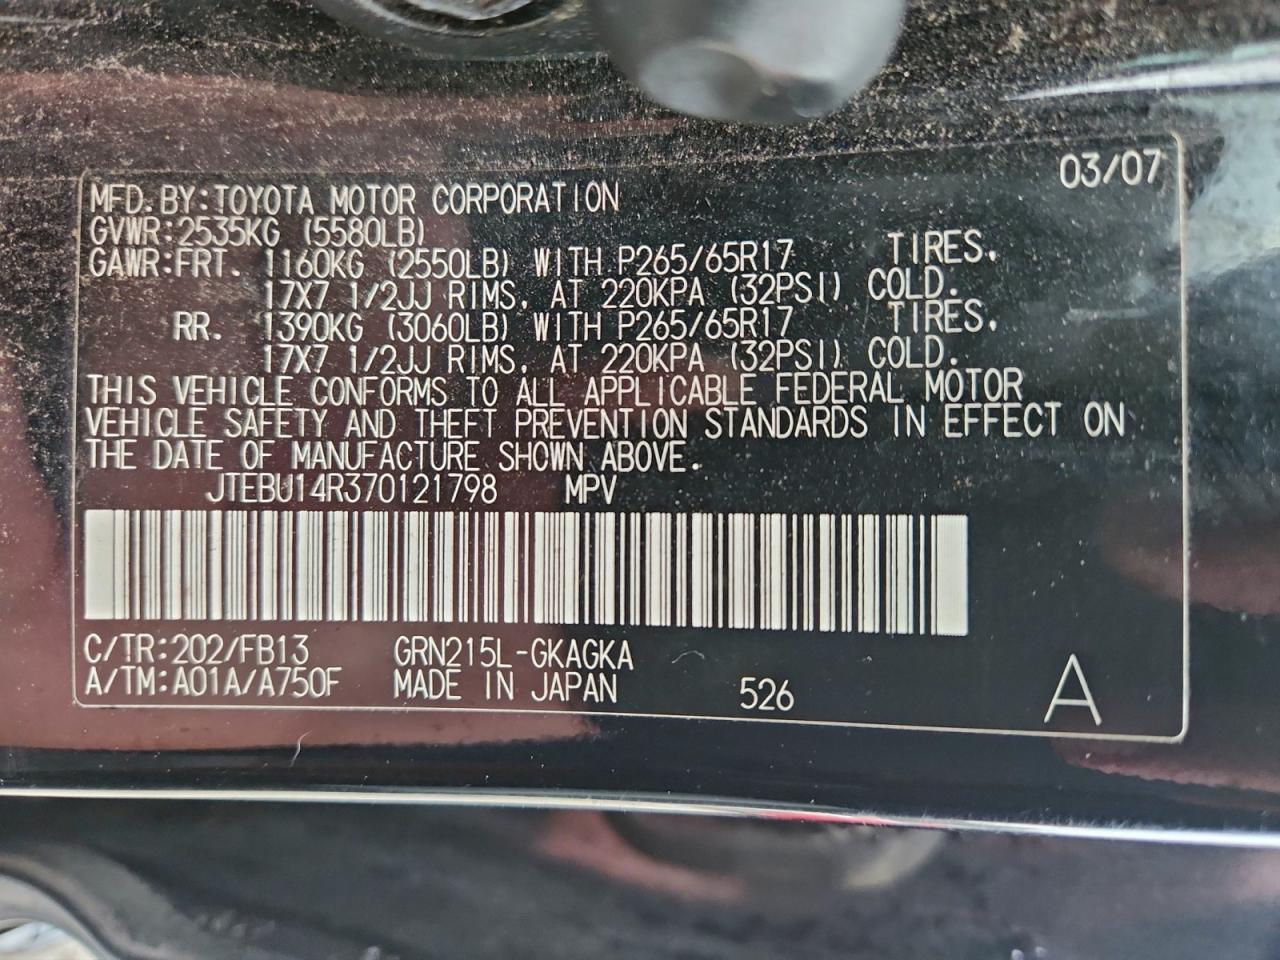 03/07
MFD. BY: TOYOTA MOTOR CORPORATION
GVWR: 2535KG (5580LB)
GAWR: FRT. 1160KG (2550LB) WITH P265/65R17 TIRES,
17X7 1/2JJ RIMS, AT 220KPA (32PSI) COLD.
RR. 1390KG (3060LB) WITH P265/65R17 TIRES,
17X7 1/2JJ RIMS, AT 220KPA (32PSI) COLD.
THIS VEHICLE CONFORMS TO ALL APPLICABLE FEDERAL MOTOR
VEHICLE SAFETY AND THEFT PREVENTION STANDARDS IN EFFECT ON
THE DATE OF MANUFACTURE SHOWN ABOVE.
JTEBU14R370121798 MPV
C/TR: 202/FB13 GRN215L-GKAGKA
A/TM: A01A/A750F MADE IN JAPAN 526 A